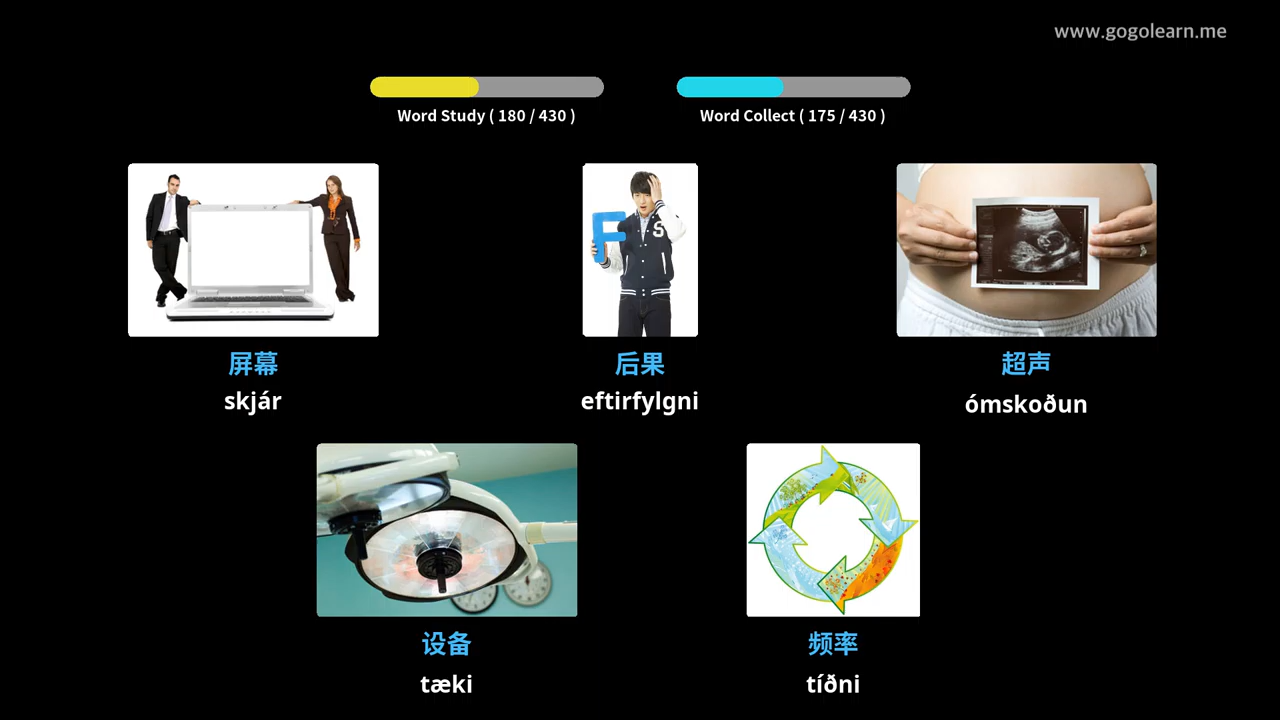 www.gogolearn.me
Word Study ( 180 / 430 )
Word Collect ( 175 / 430 )
F
S
屏幕
skjár
后果
eftirfylgni
超声
ómskoðun
设备
tæki
频率
tíðni